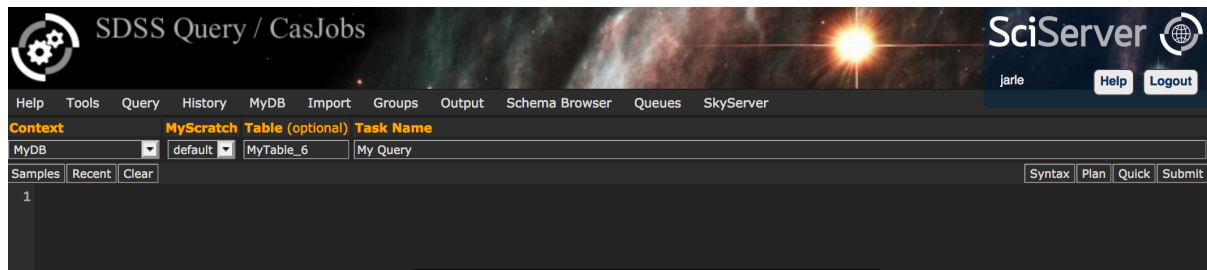 SDSS Query / CasJobs
SciServer
jarle Help Logout
Help Tools Query History MyDB Import Groups Output Schema Browser Queues SkyServer
Context MyScratch Table (optional) Task Name
MyDB default MyTable_6 My Query
Samples Recent Clear Syntax Plan Quick Submit
1